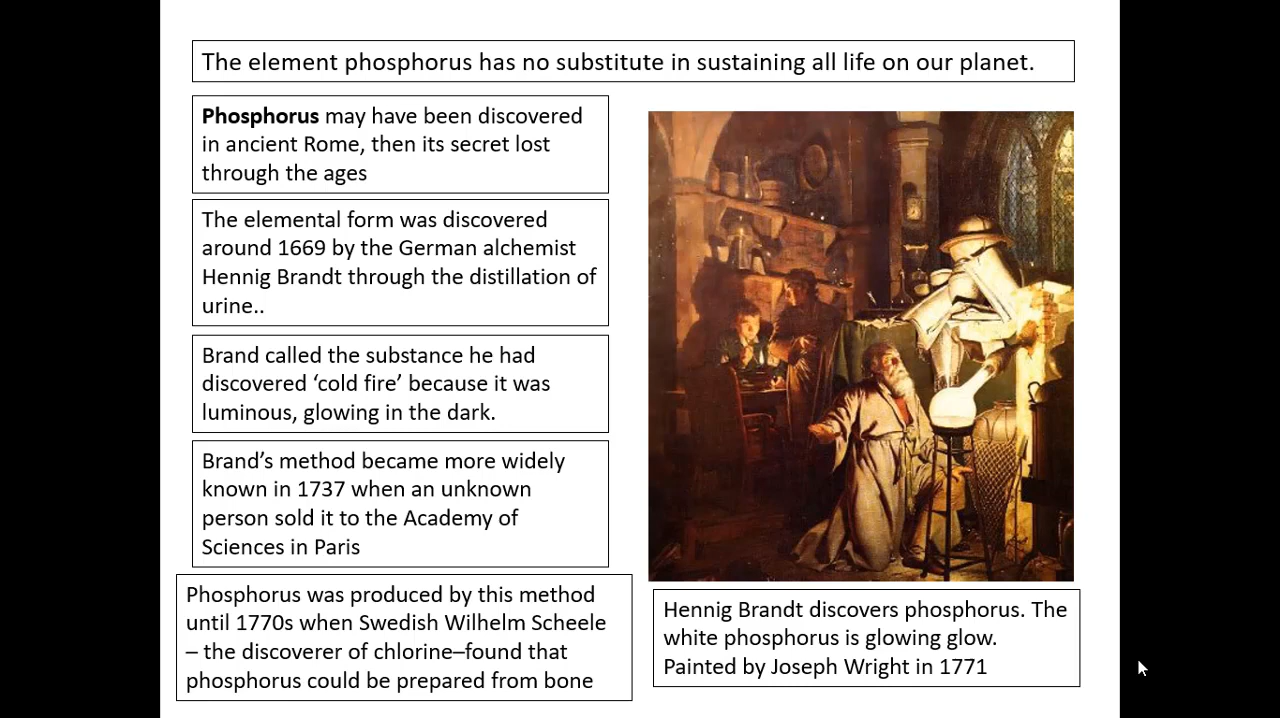 The element phosphorus has no substitute in sustaining all life on our planet.
Phosphorus may have been discovered
in ancient Rome, then its secret lost
through the ages
The elemental form was discovered
around 1669 by the German alchemist
Hennig Brandt through the distillation of
urine..
Brand called the substance he had
discovered ‘cold fire’ because it was
luminous, glowing in the dark.
Brand’s method became more widely
known in 1737 when an unknown
person sold it to the Academy of
Sciences in Paris
Phosphorus was produced by this method
until 1770s when Swedish Wilhelm Scheele
– the discoverer of chlorine–found that
phosphorus could be prepared from bone
Hennig Brandt discovers phosphorus. The
white phosphorus is glowing glow.
Painted by Joseph Wright in 1771